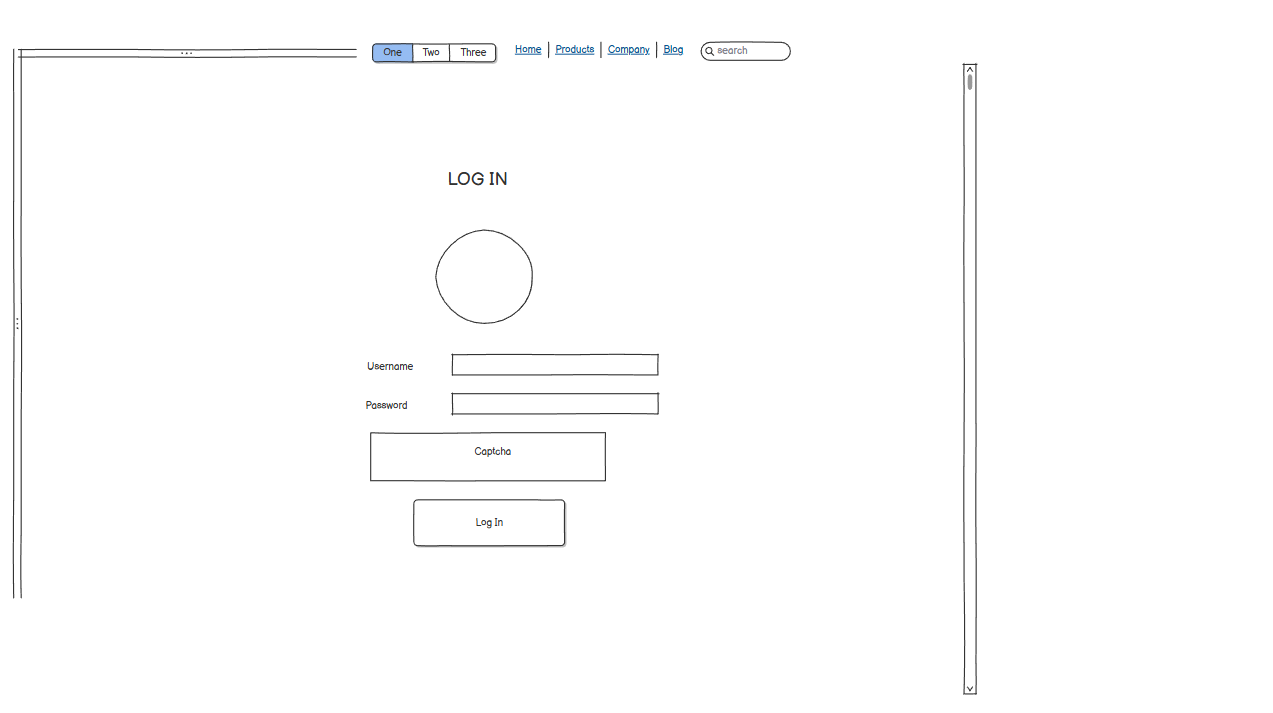 One Two Three Home Products Company Blog search
LOG IN
Username
Password
Captcha
Log In